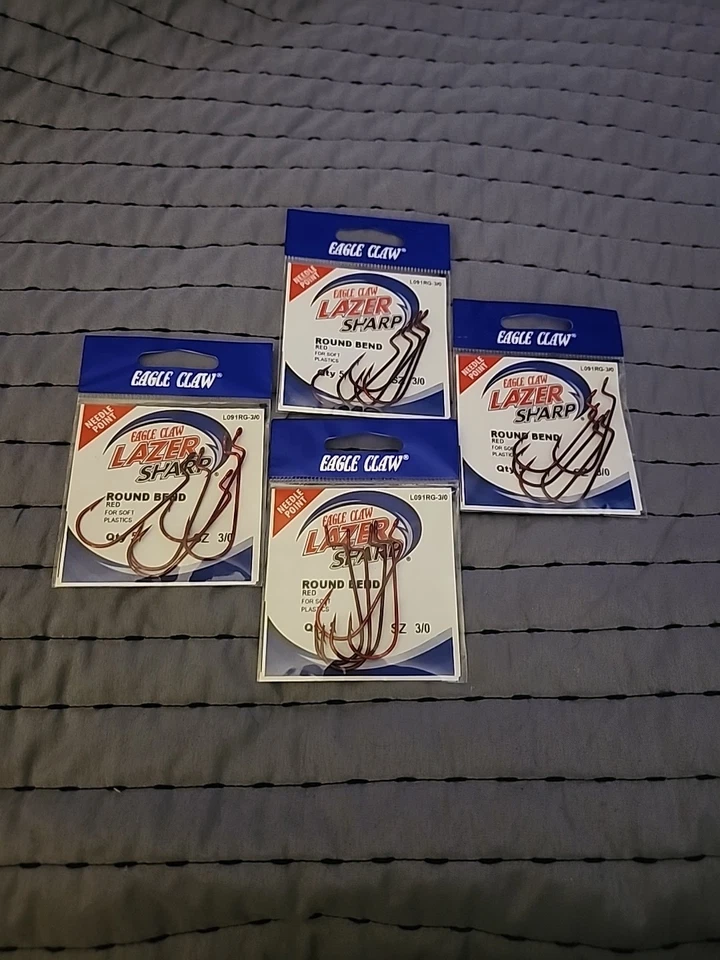 EAGLE CLAW®
NEEDLE
POINT
L091RG-3/0
EAGLE CLAW
LAZER
SHARP
ROUND BEND
RED
FOR SOFT
PLASTICS
Qty 5
SZ 3/0
EAGLE CLAW®
NEEDLE
POINT
L091RG-3/0
EAGLE CLAW
LAZER
SHARP®
ROUND BEND
RED
FOR SOFT
PLASTICS
Qty
3/0
EAGLE CLAW®
NEEDLE
POINT
L091RG-3/0
EAGLE CLAW
LAZER
SHARP®
ROUND BEND
RED
FOR SOFT
PLASTICS
SZ 3/0
EAGLE CLAW®
NEEDLE
POINT
L091RG-3/0
EAGLE CLAW
LAZER
SHARP®
ROUND BEND
RED
FOR SOFT
PLASTICS
SZ 3/0